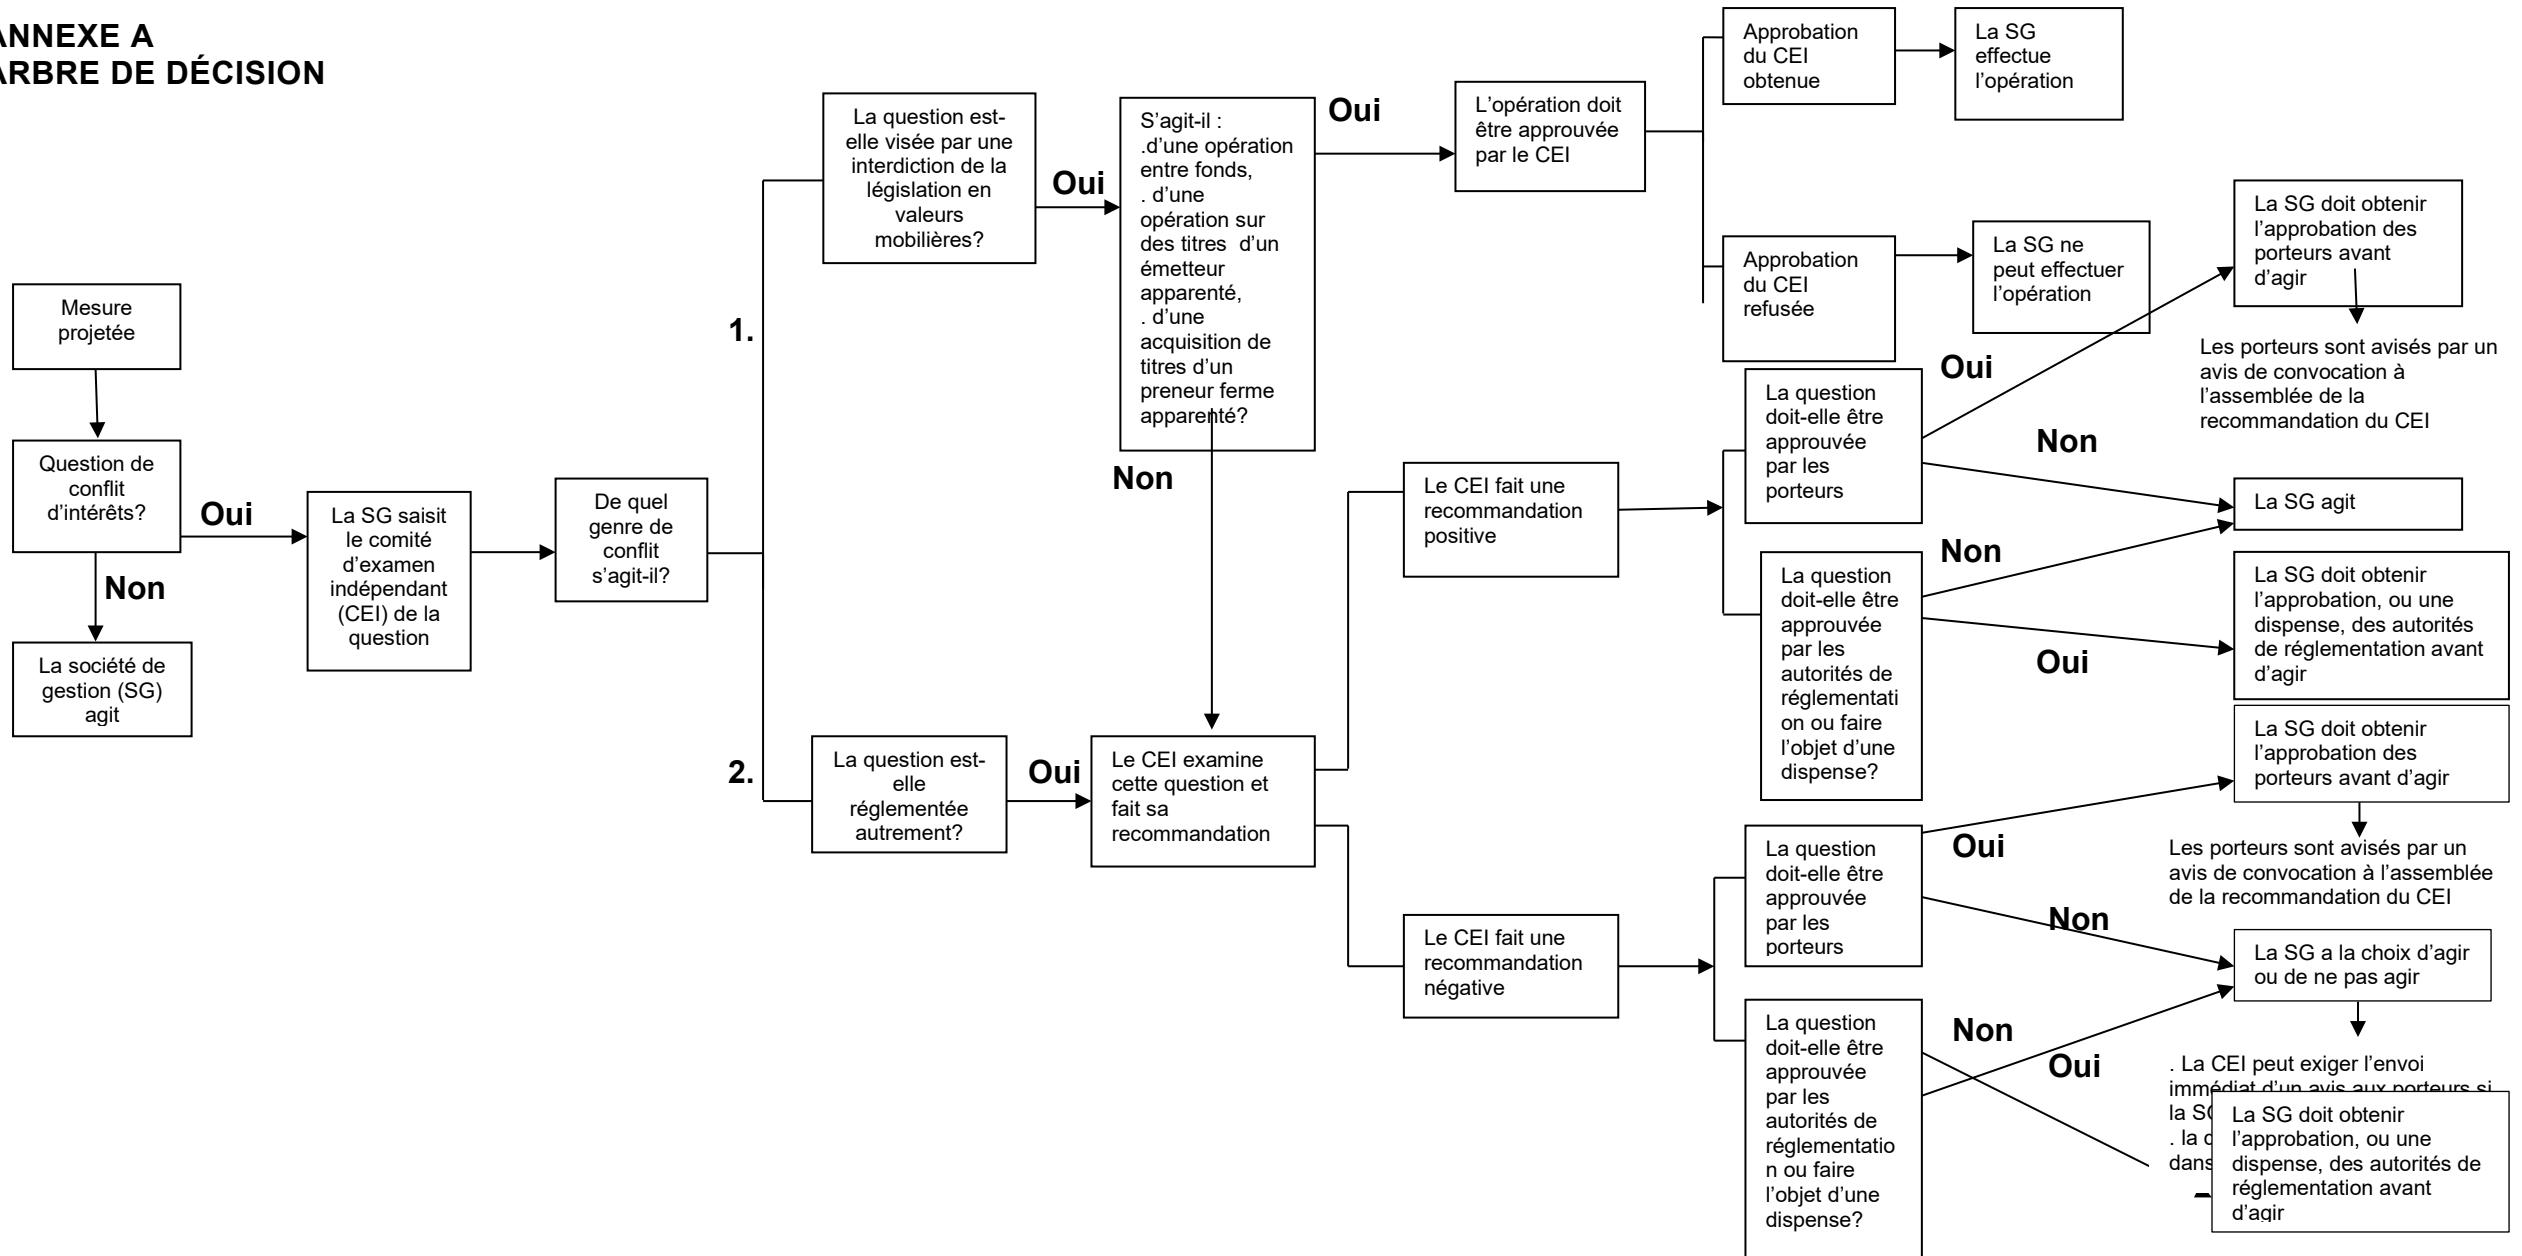 ANNEXE A
ARBRE DE DÉCISION
Mesure
projetée
Question de
conflit
d’intérêts?
Oui
Non
La société de
gestion (SG)
agit
La SG saisit
le comité
d’examen
indépendant
(CEI) de la
question
De quel
genre de
conflit
s’agit-il?
1.
La question est-
elle visée par une
interdiction de la
législation en
valeurs
mobilières?
Oui
S’agit-il :
.d’une opération
entre fonds,
. d’une
opération sur
des titres  d’un
émetteur
apparenté,
. d’une
acquisition de
titres d’un
preneur ferme
apparenté?
Oui
Non
L’opération doit
être approuvée
par le CEI
Approbation
du CEI
obtenue
La SG
effectue
l’opération
Approbation
du CEI
refusée
La SG ne
peut effectuer
l’opération
2.
La question est-
elle
réglementée
autrement?
Oui
Le CEI examine
cette question et
fait sa
recommandation
Le CEI fait une
recommandation
positive
La question
doit-elle être
approuvée
par les
porteurs
Oui
Non
La SG doit obtenir
l’approbation des
porteurs avant
d’agir
Les porteurs sont avisés par un
avis de convocation à
l’assemblée de la
recommandation du CEI
La SG agit
La question
doit-elle être
approuvée
par les
autorités de
réglementati
on ou faire
l’objet d’une
dispense?
Non
Oui
La SG doit obtenir
l’approbation, ou une
dispense, des autorités
de réglementation avant
d’agir
Le CEI fait une
recommandation
négative
La question
doit-elle être
approuvée
par les
porteurs
Oui
Non
La SG doit obtenir
l’approbation des
porteurs avant d’agir
Les porteurs sont avisés par un
avis de convocation à l’assemblée
de la recommandation du CEI
La SG a la choix d’agir
ou de ne pas agir
. La CEI peut exiger l’envoi
immédiat d’un avis aux porteurs si
la
. la
dans
La question
doit-elle être
approuvée
par les
autorités de
réglementatio
n ou faire
l’objet d’une
dispense?
Non
Oui
La SG doit obtenir
l’approbation, ou une
dispense, des autorités de
réglementation avant
d’agir